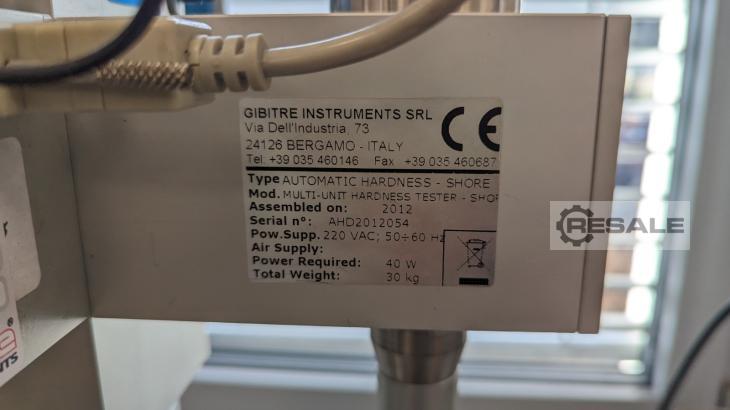 GIBITRE INSTRUMENTS SRL
Via Dell'Industria, 73
24126 BERGAMO - ITALY
Tel: +39 035 460146 Fax +39 035 460687
CE
Type AUTOMATIC HARDNESS - SHORE
Mod. MULTI-UNIT HARDNESS TESTER - SHOR
Assembled on: 2012
Serial n°: AHD2012054
Pow.Supp. 220 VAC; 50÷60 Hz
Air Supply:
Power Required: 40 W
Total Weight: 30 kg
RESALE
NTS